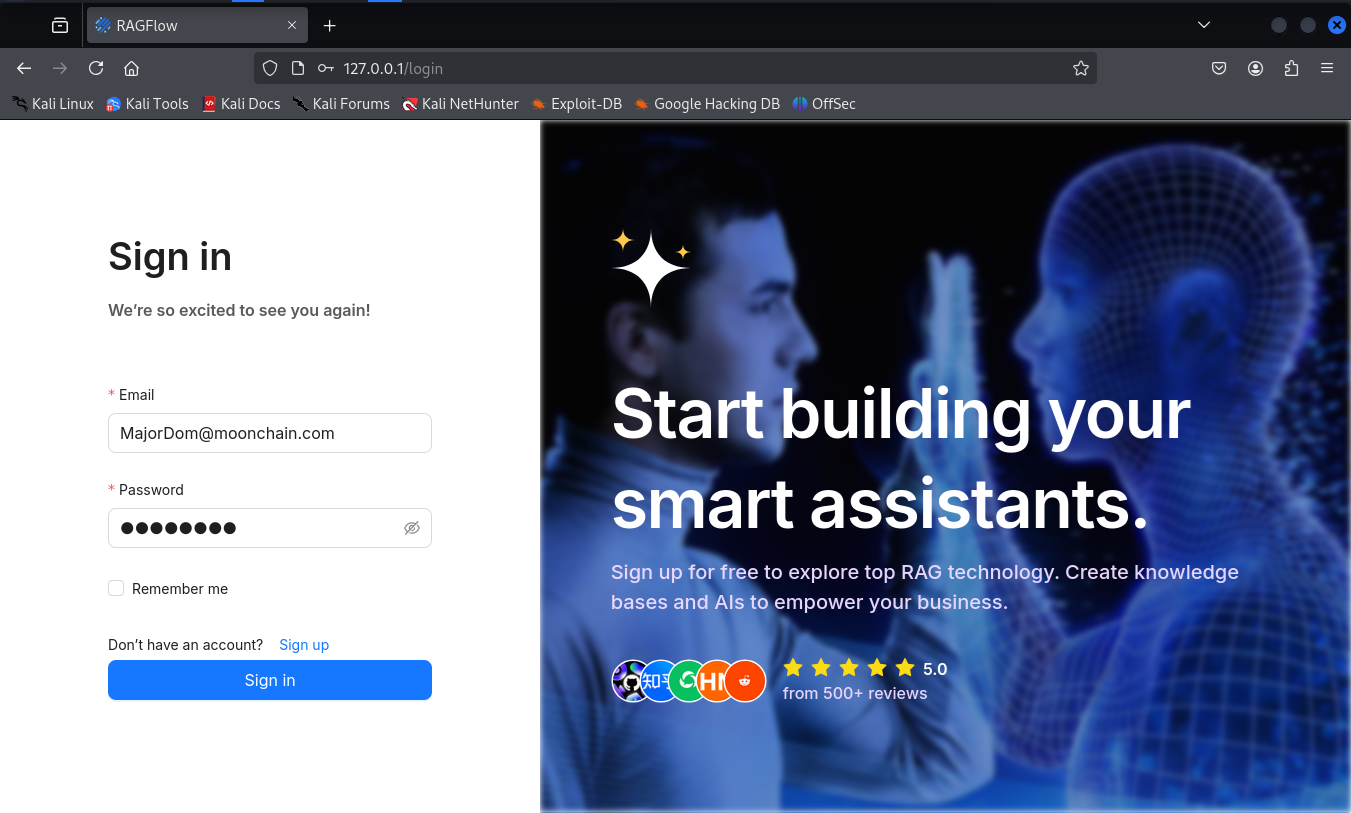 RAGFlow
127.0.0.1/login
Kali Linux Kali Tools Kali Docs Kali Forums Kali NetHunter Exploit-DB Google Hacking DB OffSec
Sign in
We’re so excited to see you again!
* Email
MajorDom@moonchain.com
* Password
●●●●●●●●
Remember me
Don’t have an account? Sign up
Sign in
Start building your
smart assistants.
Sign up for free to explore top RAG technology. Create knowledge
bases and AIs to empower your business.
知乎 HN
5.0
from 500+ reviews